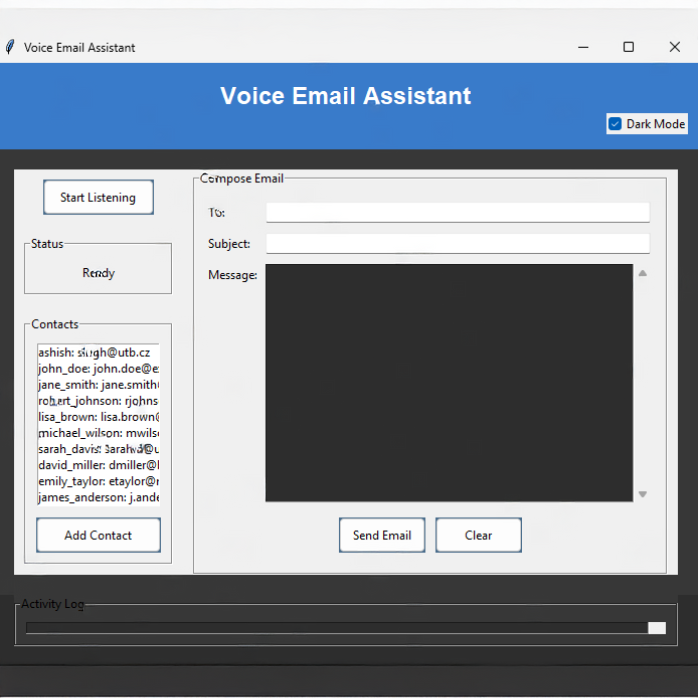 Voice Email Assistant
Voice Email Assistant
Dark Mode
Start Listening
Status
Ready
Contacts
ashish: singh@utb.cz
john_doe: john.doe@e
jane_smith: jane.smith
robert_johnson: rjohns
lisa_brown: lisa.brown@
michael_wilson: mwils
sarah_davis:
david_miller: dmiller@
emily_taylor: etaylor@
james_anderson: j.ande
Add Contact
Compose Email
To:
Subject:
Message:
Send Email
Clear
Activity Log